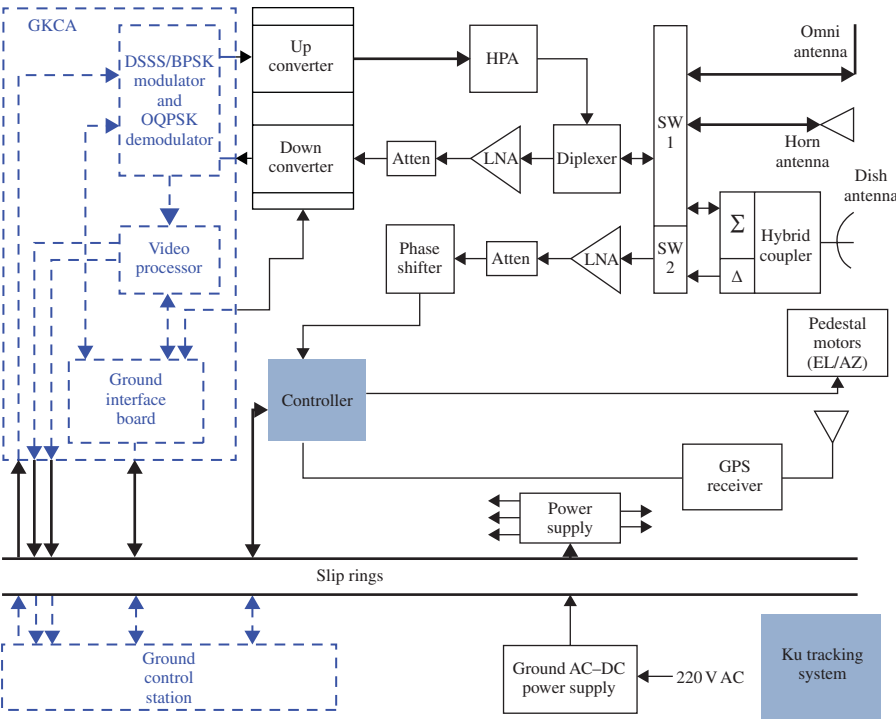 GKCA
DSSS/BPSK
modulator
and
OQPSK
demodulator
Up
converter
HPA
Omni
antenna
SW
1
Down
converter
Atten
LNA
Diplexer
Horn
antenna
Dish
antenna
Video
processor
Phase
shifter
Atten
LNA
SW
2
Σ
Δ
Hybrid
coupler
Pedestal
motors
(EL/AZ)
Ground
interface
board
Controller
GPS
receiver
Power
supply
Slip rings
Ground
control
station
Ground AC–DC
power supply
220 V AC
Ku tracking
system